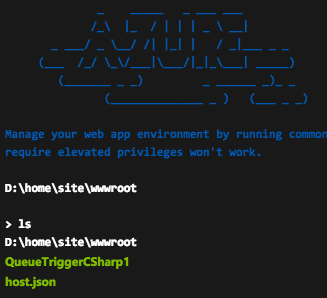 Manage your web app environment by running common
require elevated privileges won't work.
D:\home\site\wwwroot
> ls
D:\home\site\wwwroot
QueueTriggerCSharp1
host.json